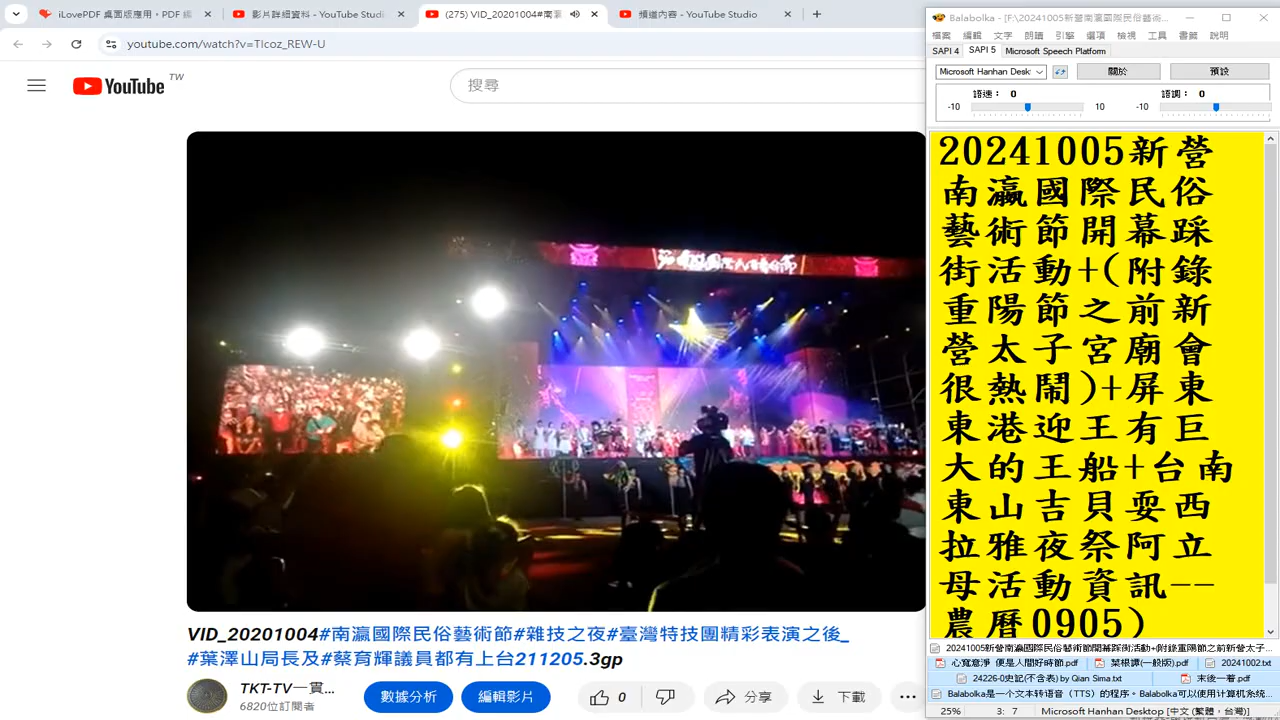 iLovePDF 桌面版應用，PDF 編
影片詳細資料 - YouTube Studi
(275) VID_20201004#南瀛
頻道內容 - YouTube Studio
youtube.com/watch?v=TIcaz_REW-U
YouTube TW
搜尋
VID_20201004#南瀛國際民俗藝術節#雜技之夜#臺灣特技團精彩表演之後_
#葉澤山局長及#蔡育輝議員都有上台211205.3gp
TKT-TV一貫...
6820位訂閱者
數據分析
編輯影片
0
分享
下載
Balabolka - [F:\20241005新營南瀛國際民俗藝術...
檔案 編輯 文字 朗讀 引擎 選項 檢視 工具 書籤 說明
SAPI 4 SAPI 5 Microsoft Speech Platform
Microsoft Hanhan Desk
關於
預設
語速： 0
語調： 0
-10 10 -10
20241005新營
南瀛國際民俗
藝術節開幕踩
街活動+(附錄
重陽節之前新
營太子宮廟會
很熱鬧)+屏東
東港迎王有巨
大的王船+台南
東山吉貝耍西
拉雅夜祭阿立
母活動資訊--
農曆0905)
20241005新營南瀛國際民俗藝術節開幕踩街活動+(附錄重陽節之前新營太子...
心寬意淨 便是人間好時節.pdf
菜根譚(一般版).pdf
20241002.txt
24226-0史記(不含表) by Qian Sima.txt
末後一著.pdf
Balabolka是一个文本转语音（TTS）的程序。Balabolka可以使用计算机系统...
25% 3: 7 Microsoft Hanhan Desktop [中文 (繁體，台灣)]